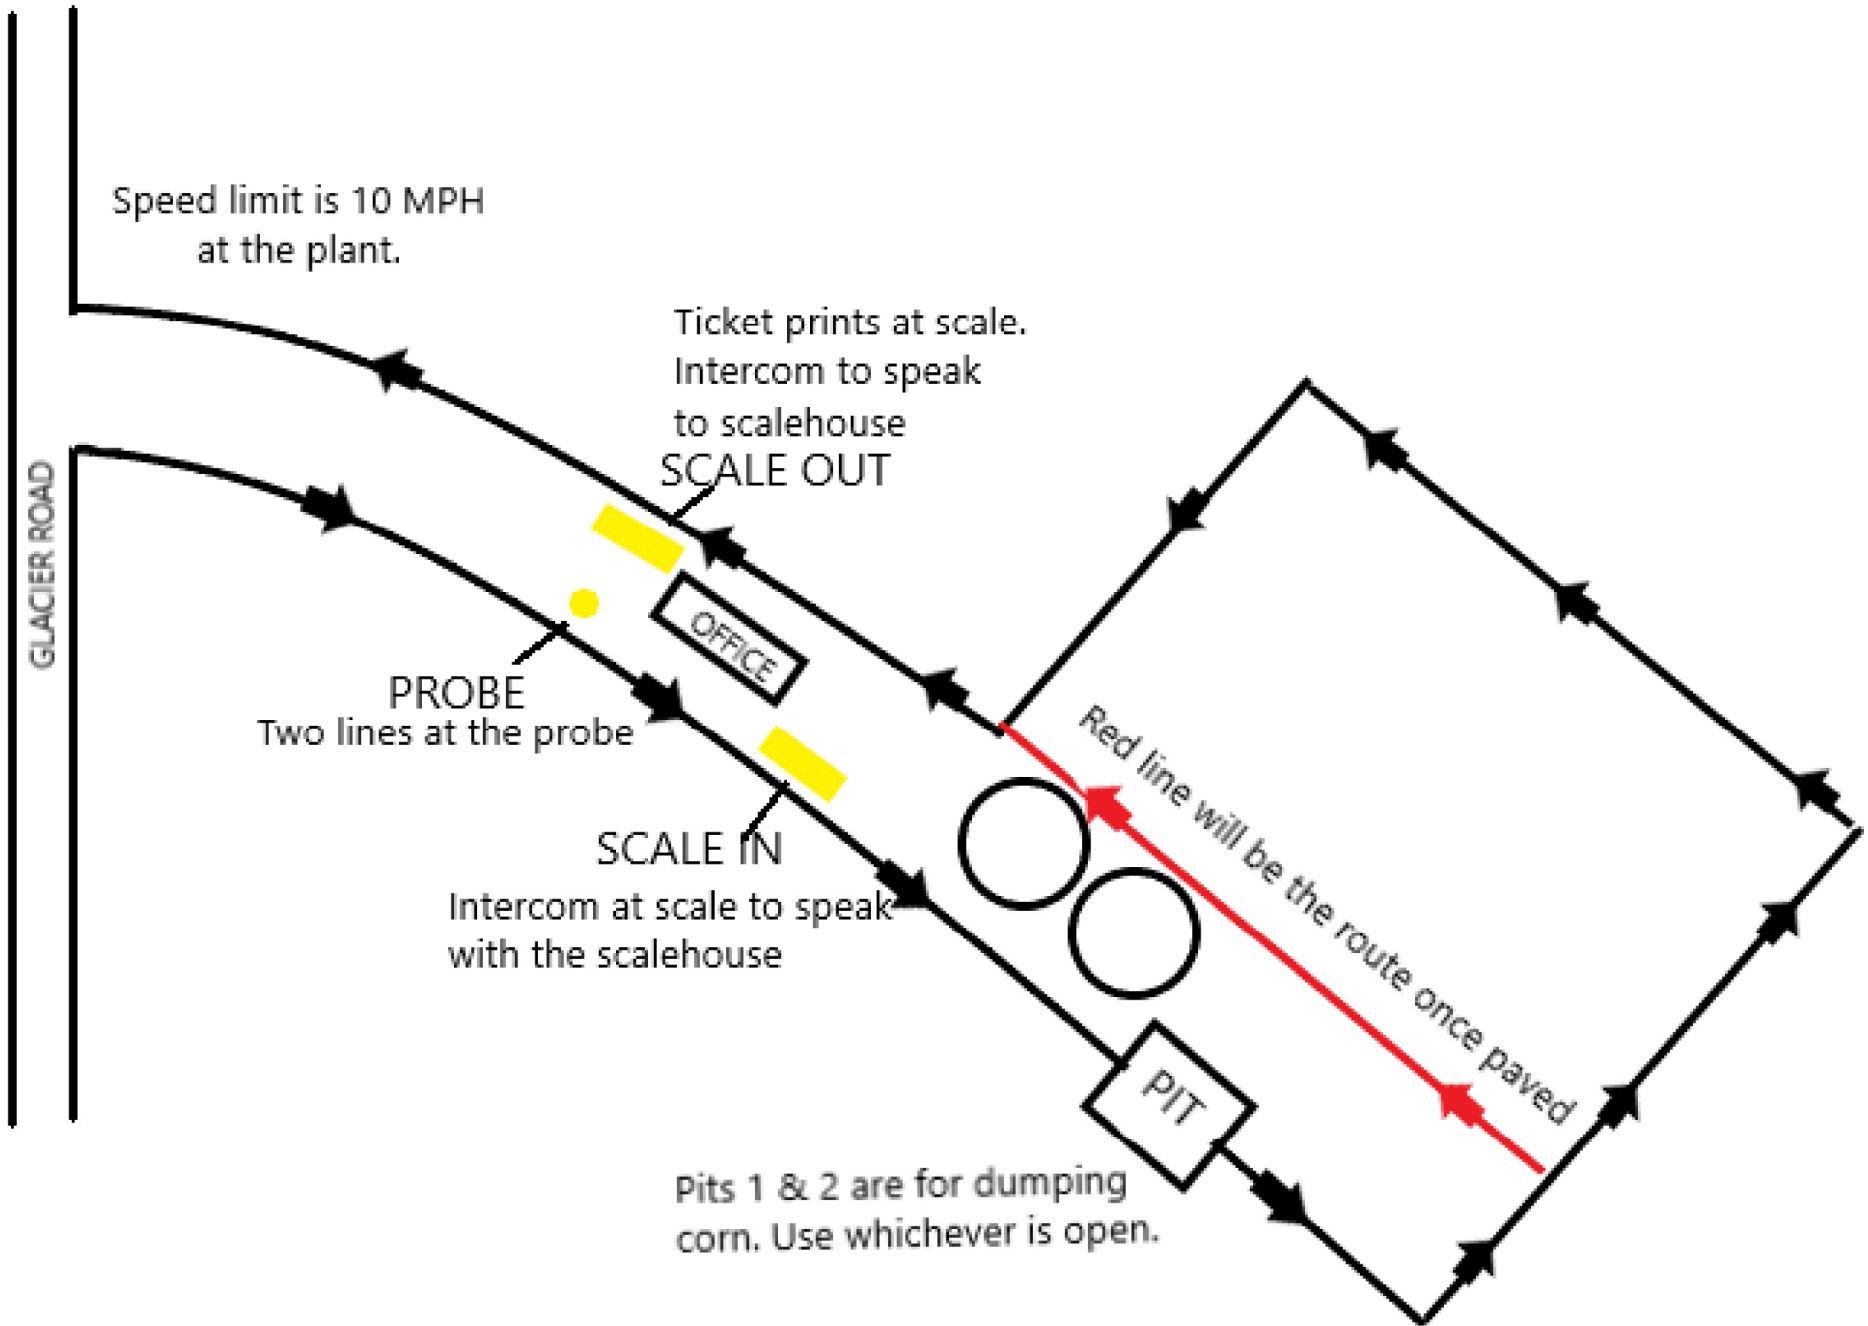 Speed limit is 10 MPH
at the plant.
Ticket prints at scale.
Intercom to speak
to scalehouse
SCALE OUT
GLACIER ROAD
OFFICE
PROBE
Two lines at the probe
SCALE IN
Intercom at scale to speak
with the scalehouse
Red line will be the route once paved
PIT
Pits 1 & 2 are for dumping
corn. Use whichever is open.